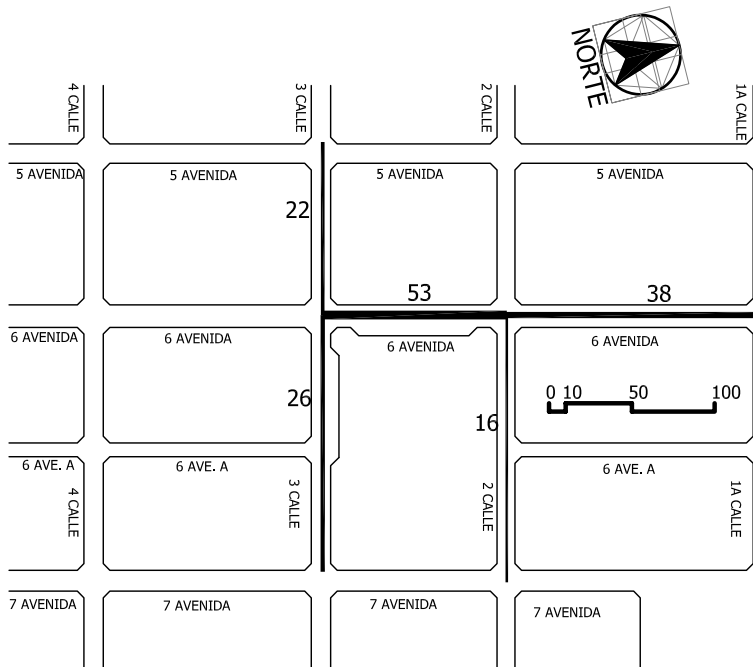 NORTE
4 CALLE
3 CALLE
2 CALLE
1A CALLE
5 AVENIDA
5 AVENIDA
5 AVENIDA
5 AVENIDA
22
53
38
6 AVENIDA
6 AVENIDA
6 AVENIDA
6 AVENIDA
26
16
0 10 50 100
6 AVE. A
6 AVE. A
6 AVE. A
4 CALLE
3 CALLE
2 CALLE
1A CALLE
7 AVENIDA
7 AVENIDA
7 AVENIDA
7 AVENIDA